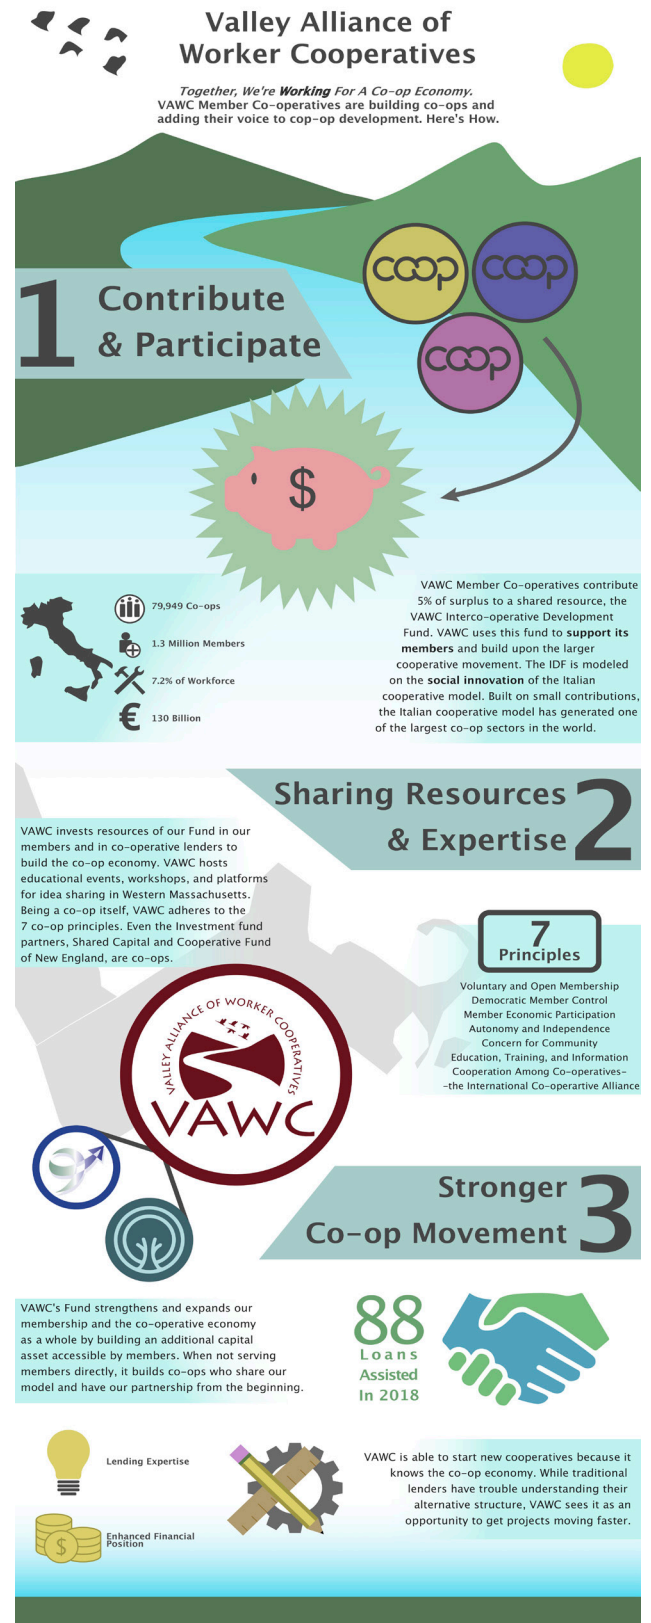 Valley Alliance of
Worker Cooperatives
Together, We're Working For A Co-op Economy.
VAWC Member Co-operatives are building co-ops and
adding their voice to cop-op development. Here's How.
coop
coop
coop
1
Contribute
& Participate
$
79,949 Co-ops
1.3 Million Members
7.2% of Workforce
€
130 Billion
VAWC Member Co-operatives contribute
5% of surplus to a shared resource, the
VAWC Interco-operative Development
Fund. VAWC uses this fund to support its
members and build upon the larger
cooperative movement. The IDF is modeled
on the social innovation of the Italian
cooperative model. Built on small contributions,
the Italian cooperative model has generated one
of the largest co-op sectors in the world.
Sharing Resources
& Expertise
2
VAWC invests resources of our Fund in our
members and in co-operative lenders to
build the co-op economy. VAWC hosts
educational events, workshops, and platforms
for idea sharing in Western Massachusetts.
Being a co-op itself, VAWC adheres to the
7 co-op principles. Even the Investment fund
partners, Shared Capital and Cooperative Fund
of New England, are co-ops.
7
Principles
Voluntary and Open Membership
Democratic Member Control
Member Economic Participation
Autonomy and Independence
Concern for Community
Education, Training, and Information
Cooperation Among Co-operatives-
-the International Co-operartive Alliance
VALLEY ALLIANCE OF WORKER COOPERATIVES
VAWC
Stronger
Co-op Movement
3
VAWC's Fund strengthens and expands our
membership and the co-operative economy
as a whole by building an additional capital
asset accessible by members. When not serving
members directly, it builds co-ops who share our
model and have our partnership from the beginning.
88
Loans
Assisted
In 2018
Lending Expertise
$
Enhanced Financial
Position
VAWC is able to start new cooperatives because it
knows the co-op economy. While traditional
lenders have trouble understanding their
alternative structure, VAWC sees it as an
opportunity to get projects moving faster.